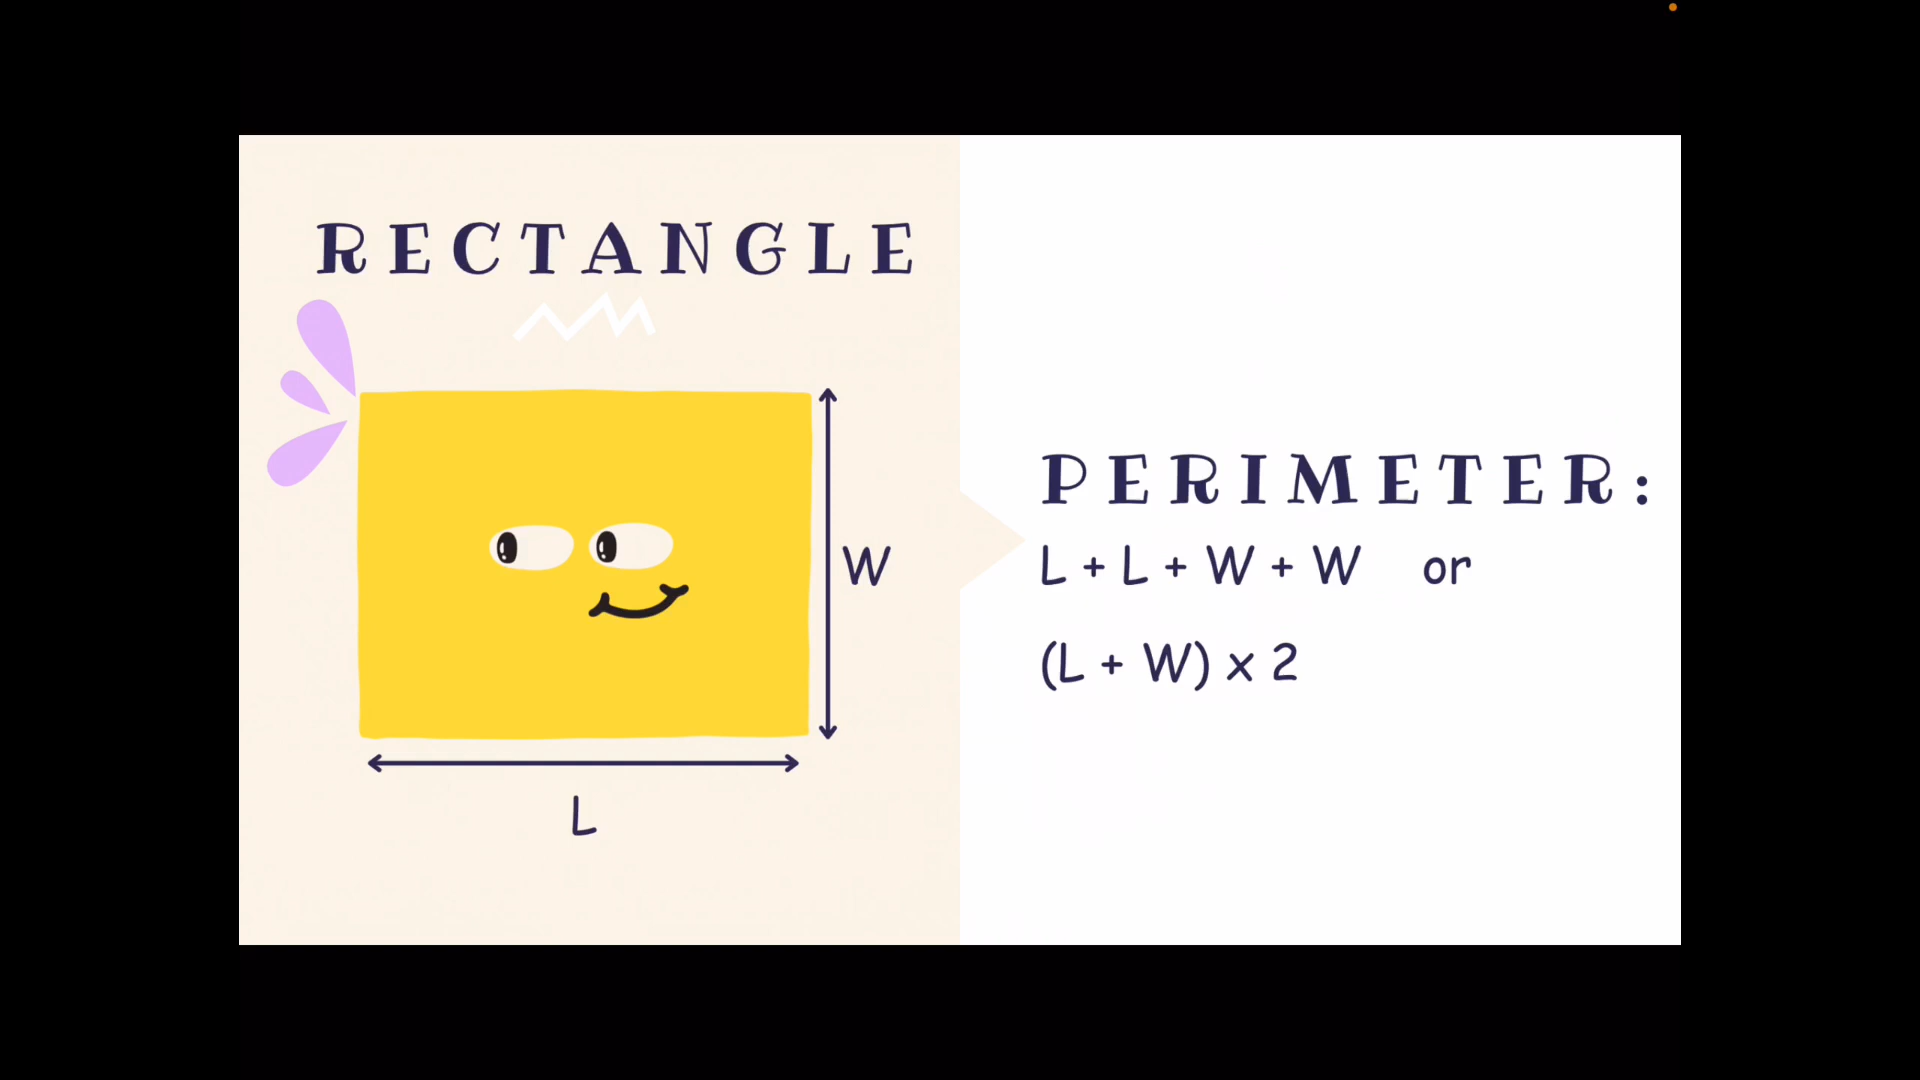 RECTANGLE
W
L
PERIMETER:
L + L + W + W or
(L + W) x 2